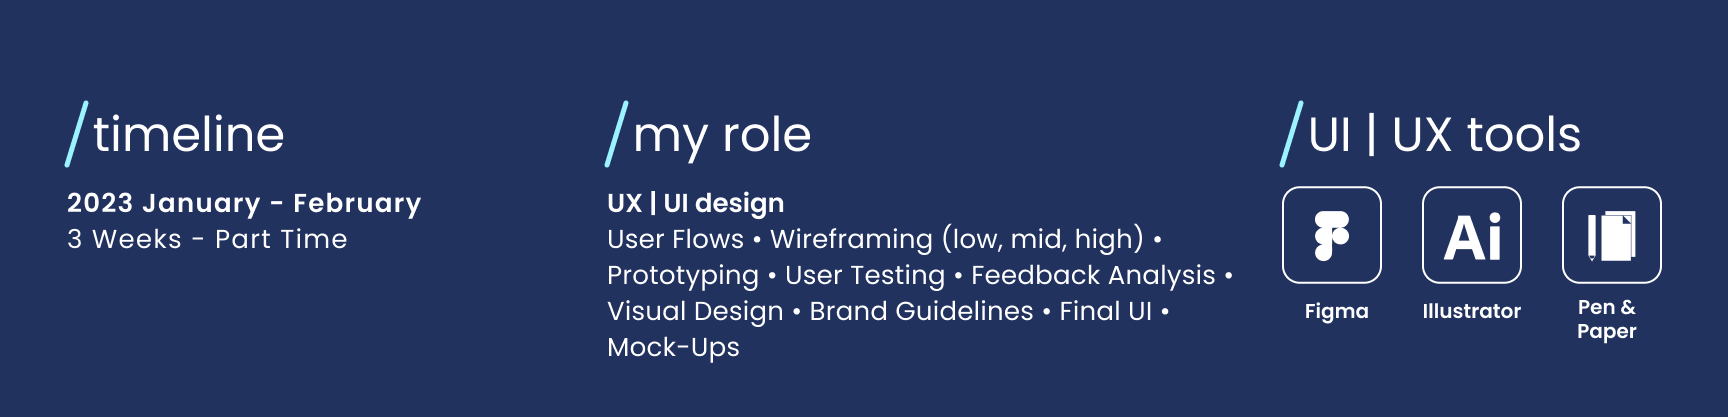 /timeline
2023 January - February
3 Weeks - Part Time
/my role
UX | UI design
User Flows • Wireframing (low, mid, high) •
Prototyping • User Testing • Feedback Analysis •
Visual Design • Brand Guidelines • Final UI •
Mock-Ups
/UI | UX tools
Ai
Figma
Illustrator
Pen &
Paper